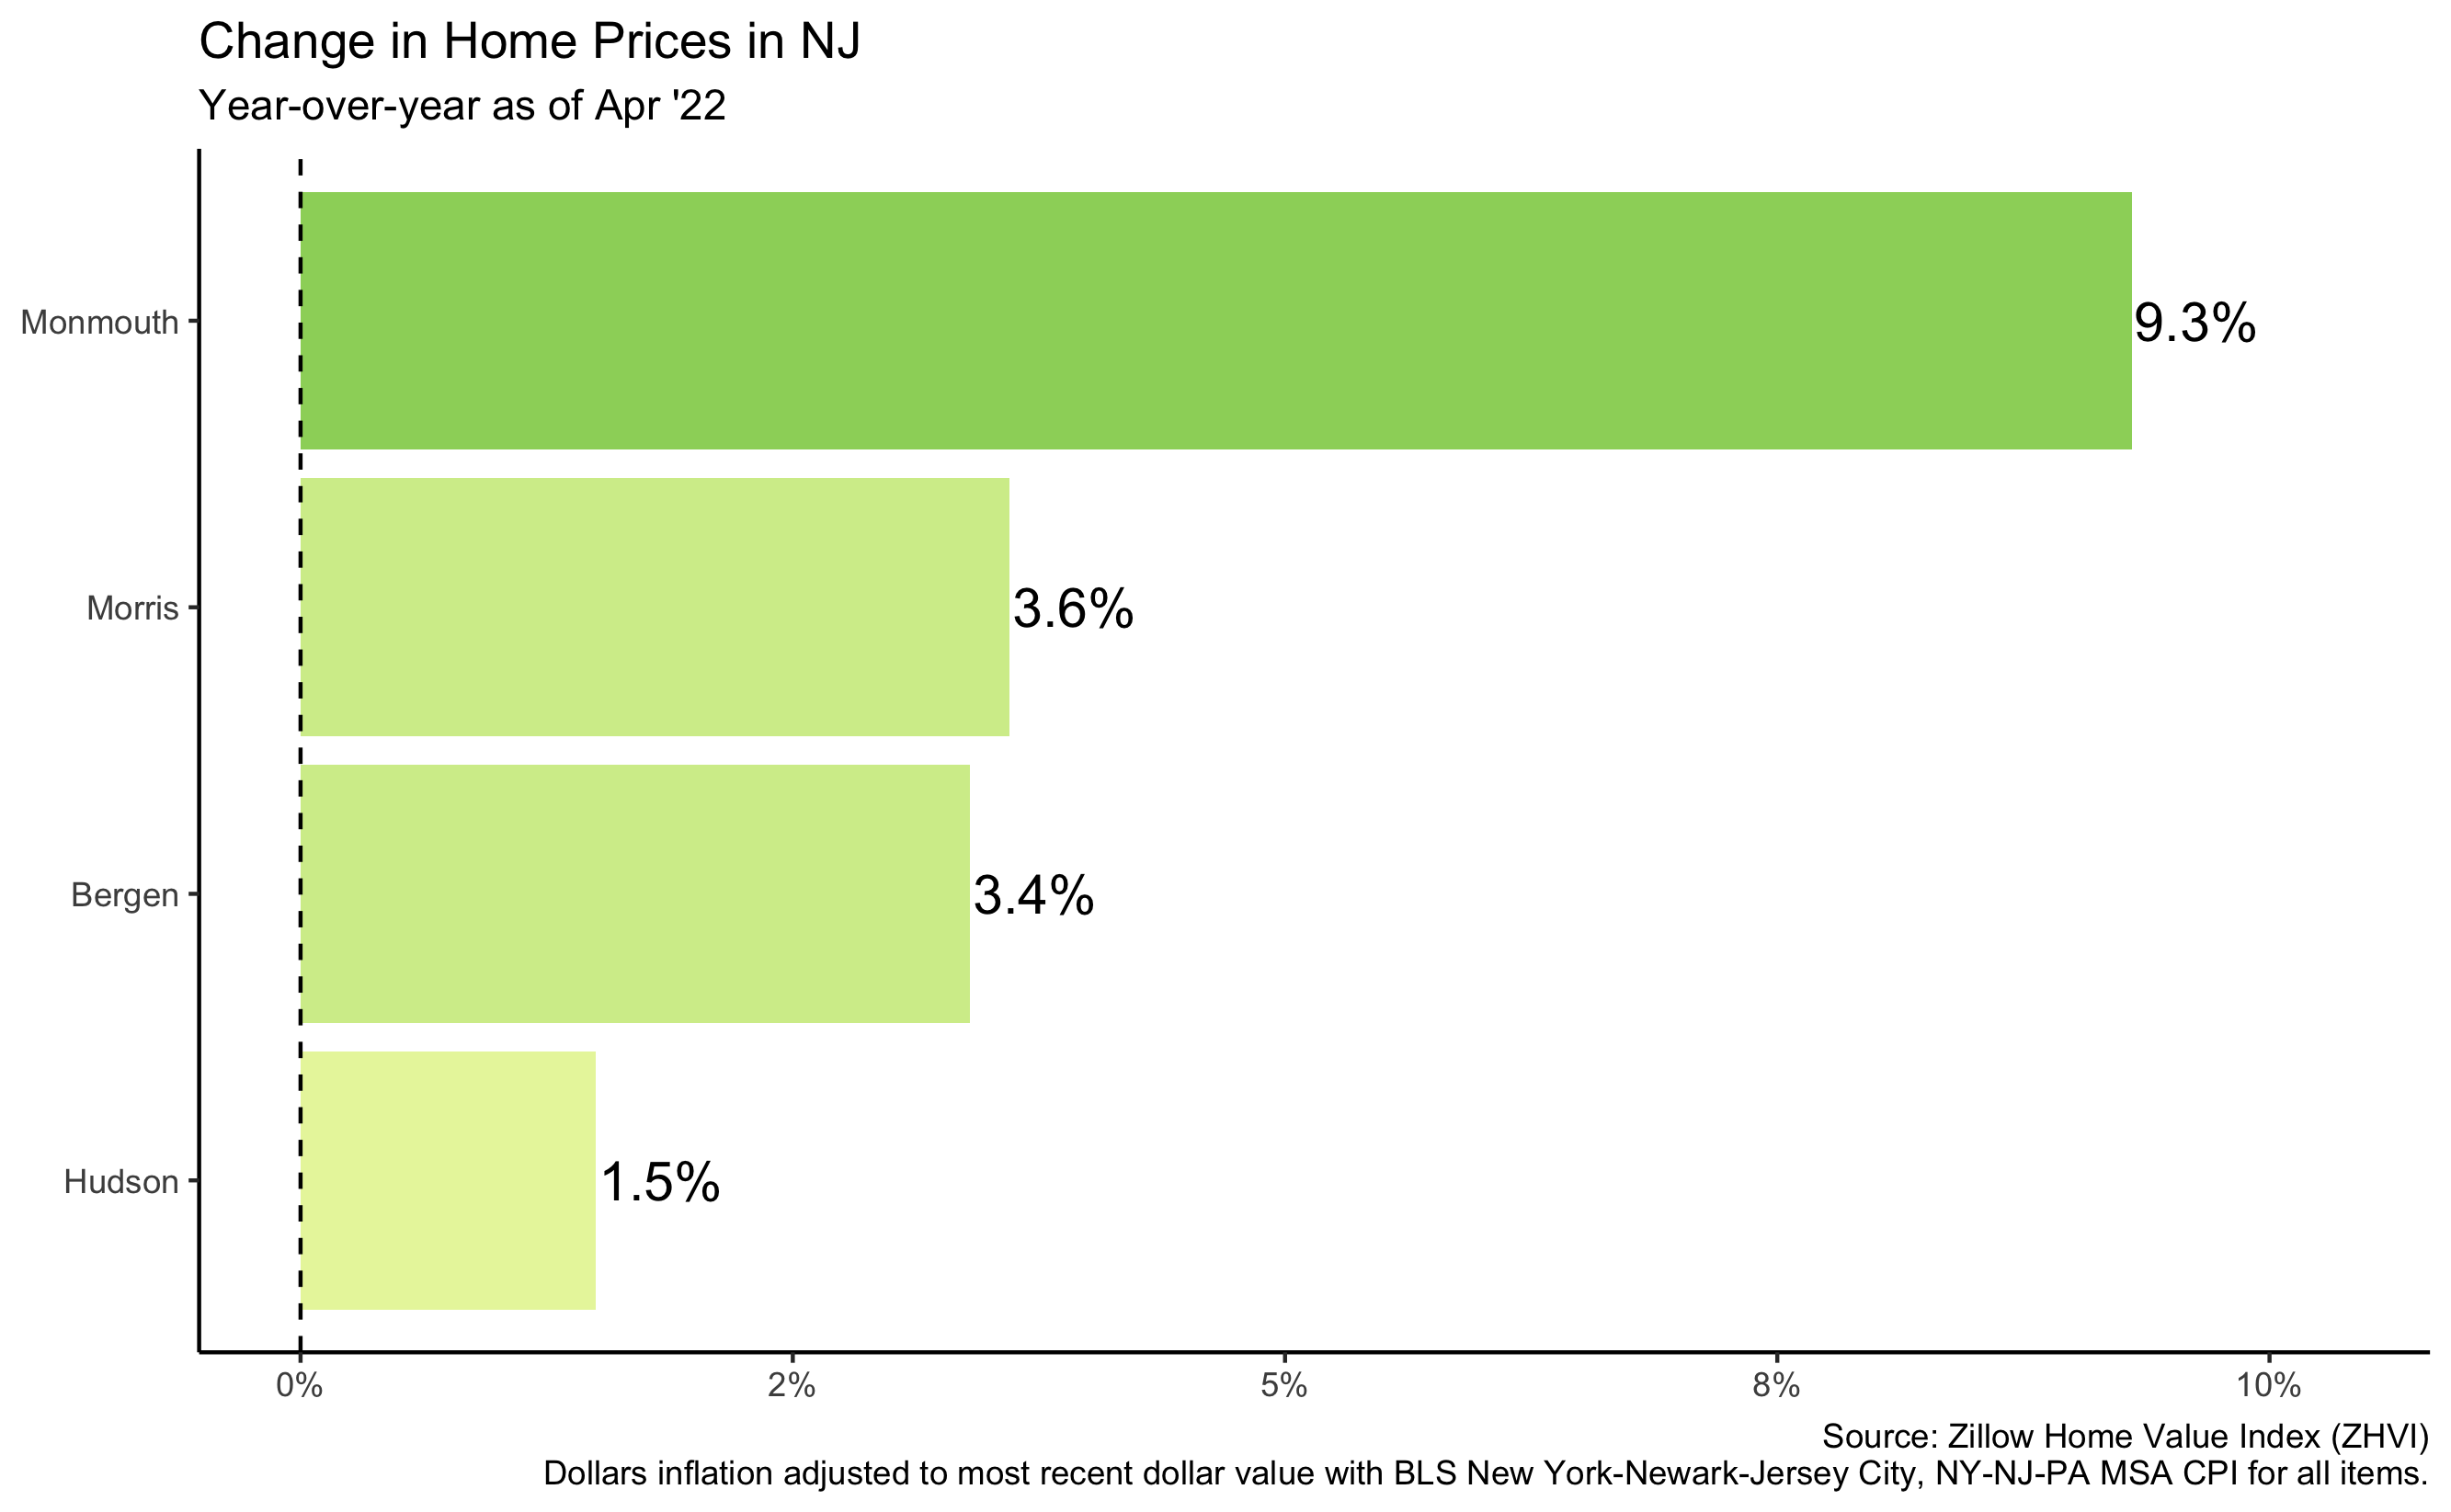 Change in Home Prices in NJ
Year-over-year as of Apr '22
Monmouth
9.3%
Morris
3.6%
Bergen
3.4%
Hudson
1.5%
0%
2%
5%
8%
10%
Source: Zillow Home Value Index (ZHVI)
Dollars inflation adjusted to most recent dollar value with BLS New York-Newark-Jersey City, NY-NJ-PA MSA CPI for all items.